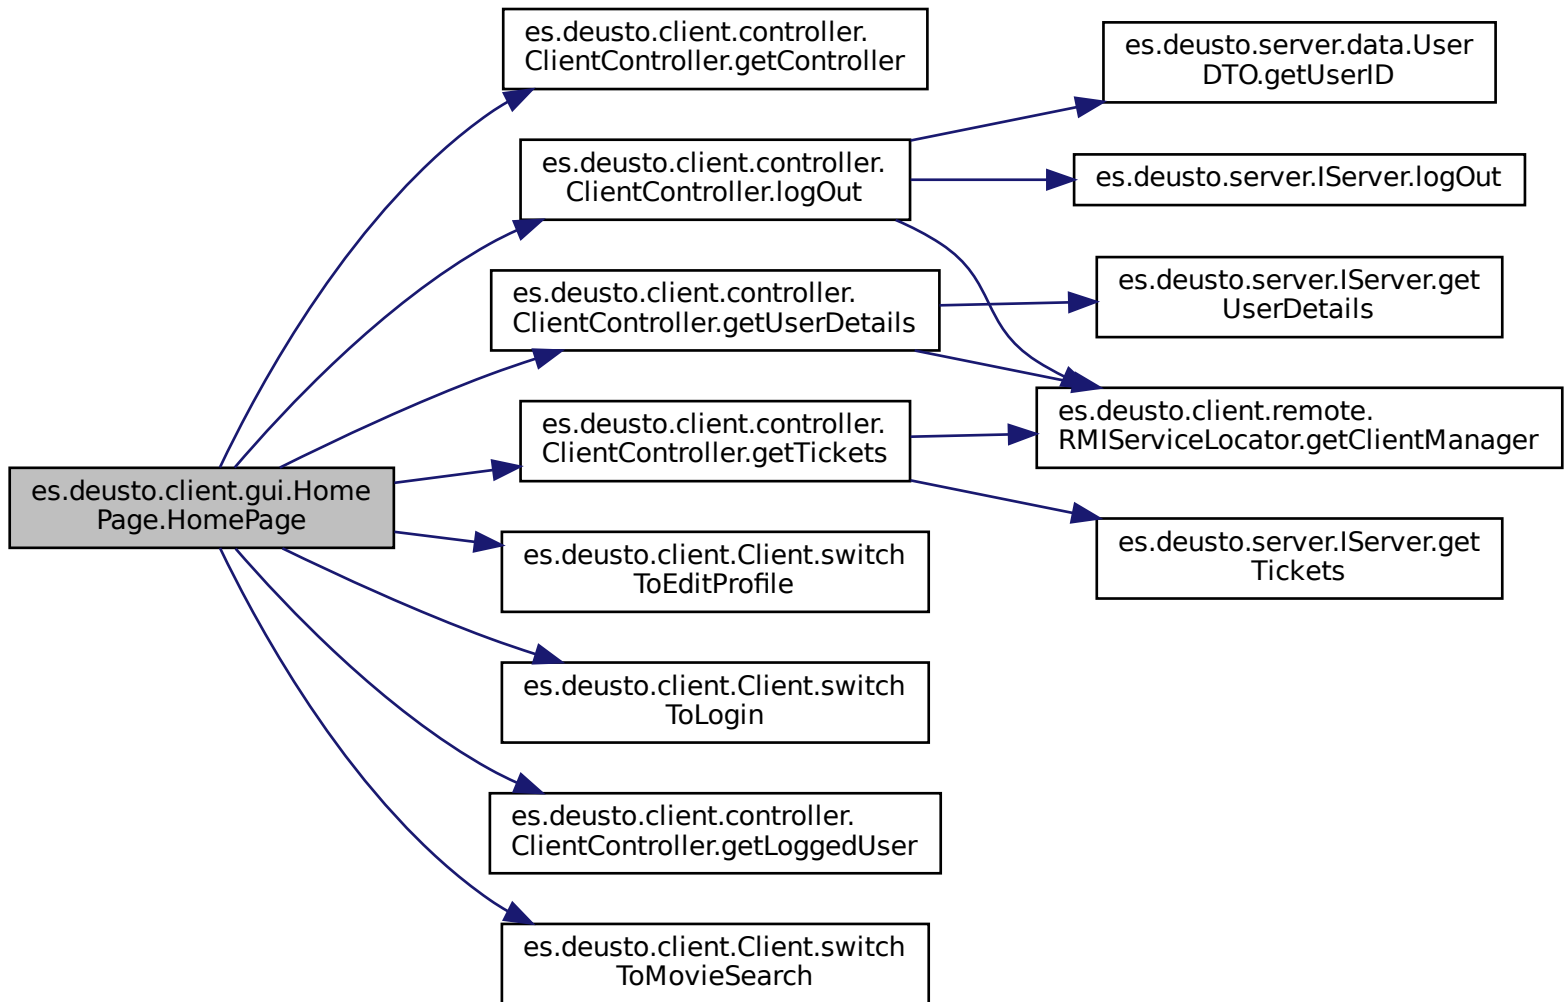 es.deusto.client.gui.Home
Page.HomePage
es.deusto.client.controller.
ClientController.getController
es.deusto.client.controller.
ClientController.logOut
es.deusto.client.controller.
ClientController.getUserDetails
es.deusto.client.controller.
ClientController.getTickets
es.deusto.client.Client.switch
ToEditProfile
es.deusto.client.Client.switch
ToLogin
es.deusto.client.controller.
ClientController.getLoggedUser
es.deusto.client.Client.switch
ToMovieSearch
es.deusto.server.data.User
DTO.getUserID
es.deusto.server.IServer.logOut
es.deusto.server.IServer.get
UserDetails
es.deusto.client.remote.
RMIServiceLocator.getClientManager
es.deusto.server.IServer.get
Tickets